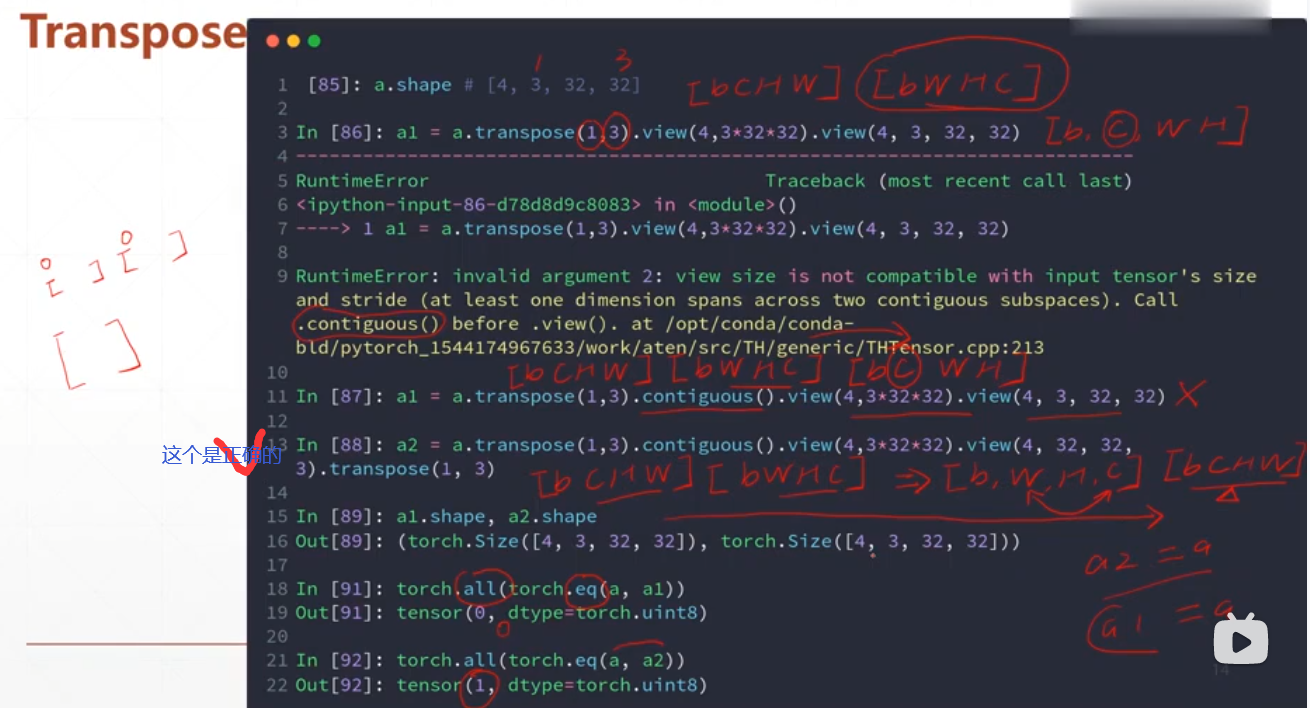 Transpose
1 3
1 [85]: a.shape # [4, 3, 32, 32] [bCHW] [bWHC]
2
3 In [86]: a1 = a.transpose(1,3).view(4,3*32*32).view(4, 3, 32, 32) [b, C, W H]
4 --------------------------------------------------------------------------
5 RuntimeError Traceback (most recent call last)
6 <ipython-input-86-d78d8d9c8083> in <module>()
7 ----> 1 a1 = a.transpose(1,3).view(4,3*32*32).view(4, 3, 32, 32)
8
9 RuntimeError: invalid argument 2: view size is not compatible with input tensor's size
and stride (at least one dimension spans across two contiguous subspaces). Call
.contiguous() before .view(). at /opt/conda/conda-
bld/pytorch_1544174967633/work/aten/src/TH/generic/THTensor.cpp:213
10
[bCHW] [bWHC] [bC WH]
11 In [87]: a1 = a.transpose(1,3).contiguous().view(4,3*32*32).view(4, 3, 32, 32) X
12
13 In [88]: a2 = a.transpose(1,3).contiguous().view(4,3*32*32).view(4, 32, 32,
这个是正确的
3).transpose(1, 3)
[bCHW] [bWHC] ⇒ [b,W,H,C] [bCHW]
14
15 In [89]: a1.shape, a2.shape
16 Out[89]: (torch.Size([4, 3, 32, 32]), torch.Size([4, 3, 32, 32]))
17
a2 = a
18 In [91]: torch.all(torch.eq(a, a1))
19 Out[91]: tensor(0, dtype=torch.uint8)
a1 = a
0
20
21 In [92]: torch.all(torch.eq(a, a2))
22 Out[92]: tensor(1, dtype=torch.uint8)
14